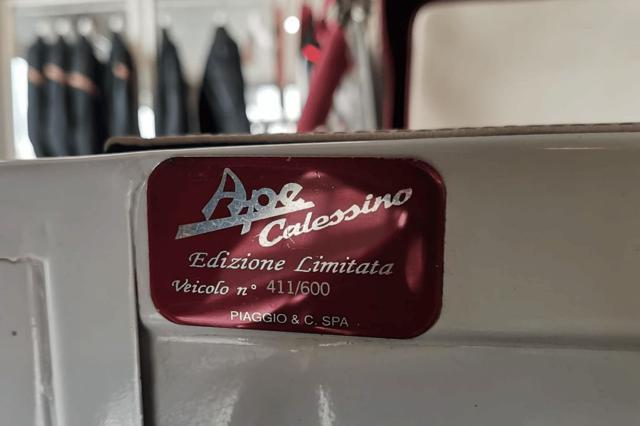 Ape
Calessino
Edizione Limitata
Veicolo n° 411/600
PIAGGIO & C. SPA